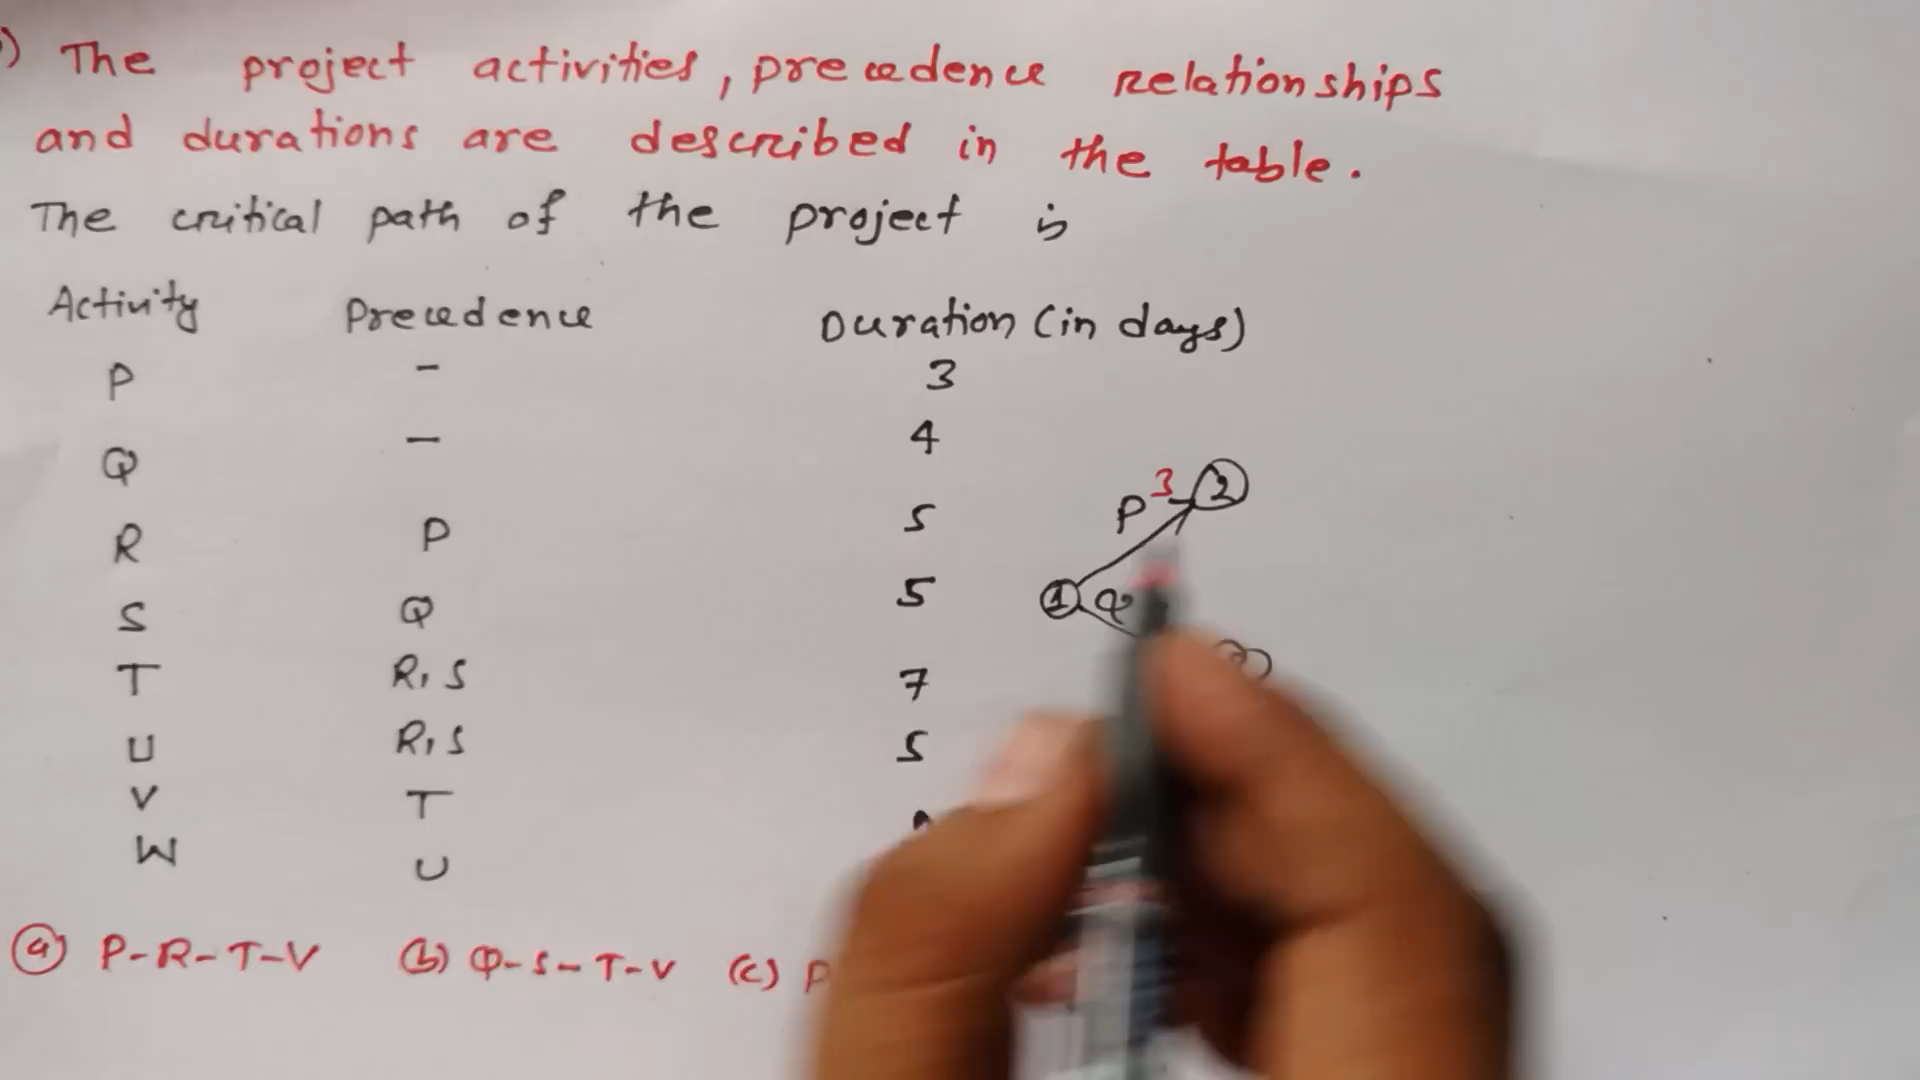 ) The project activities, precedence relationships
and durations are described in the table.
The critical path of the project is
Activity Precedence Duration (in days)
P - 3
Q - 4
R P 5
S Q 5
T R, S 7
U R, S 5
V T
W U
P 3 2
1 Q
(a) P-R-T-V (b) Q-S-T-V (c) P